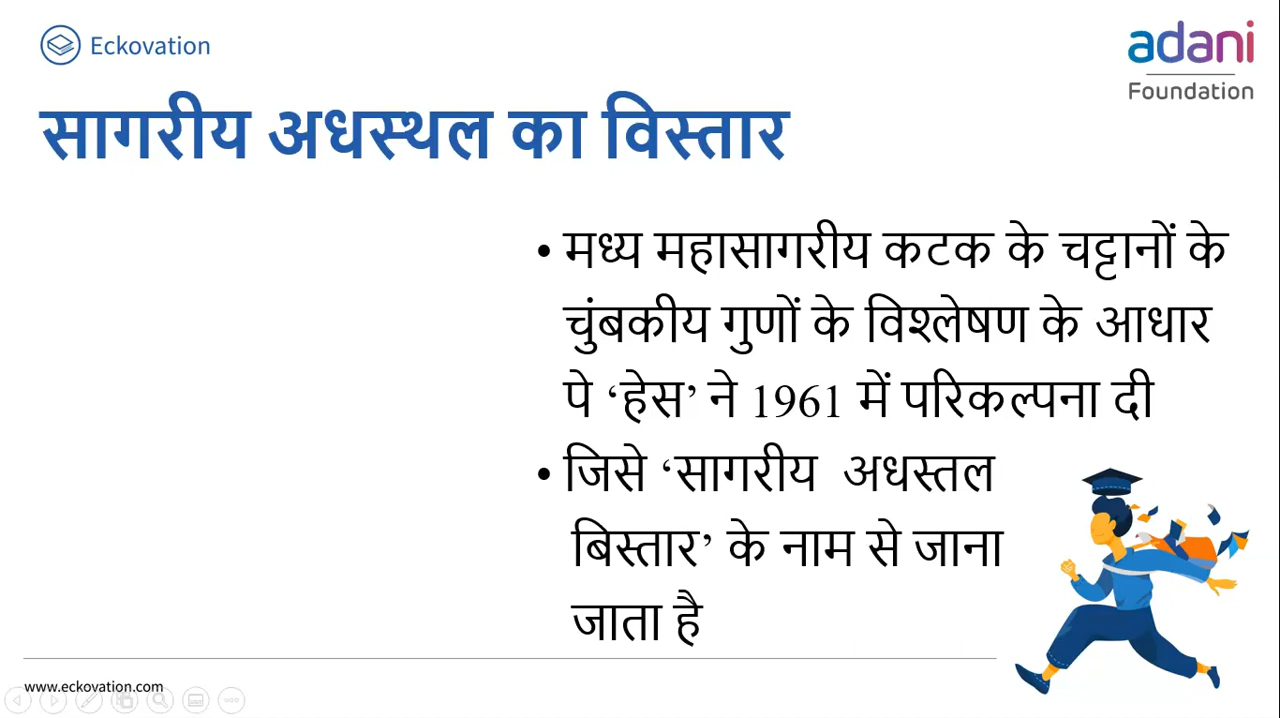 Eckovation
adani
Foundation
सागरीय अधस्थल का विस्तार
• मध्य महासागरीय कटक के चट्टानों के
चुंबकीय गुणों के विश्लेषण के आधार
पे ‘हेस’ ने 1961 में परिकल्पना दी
• जिसे ‘सागरीय अधस्तल
बिस्तार’ के नाम से जाना
जाता है
www.eckovation.com